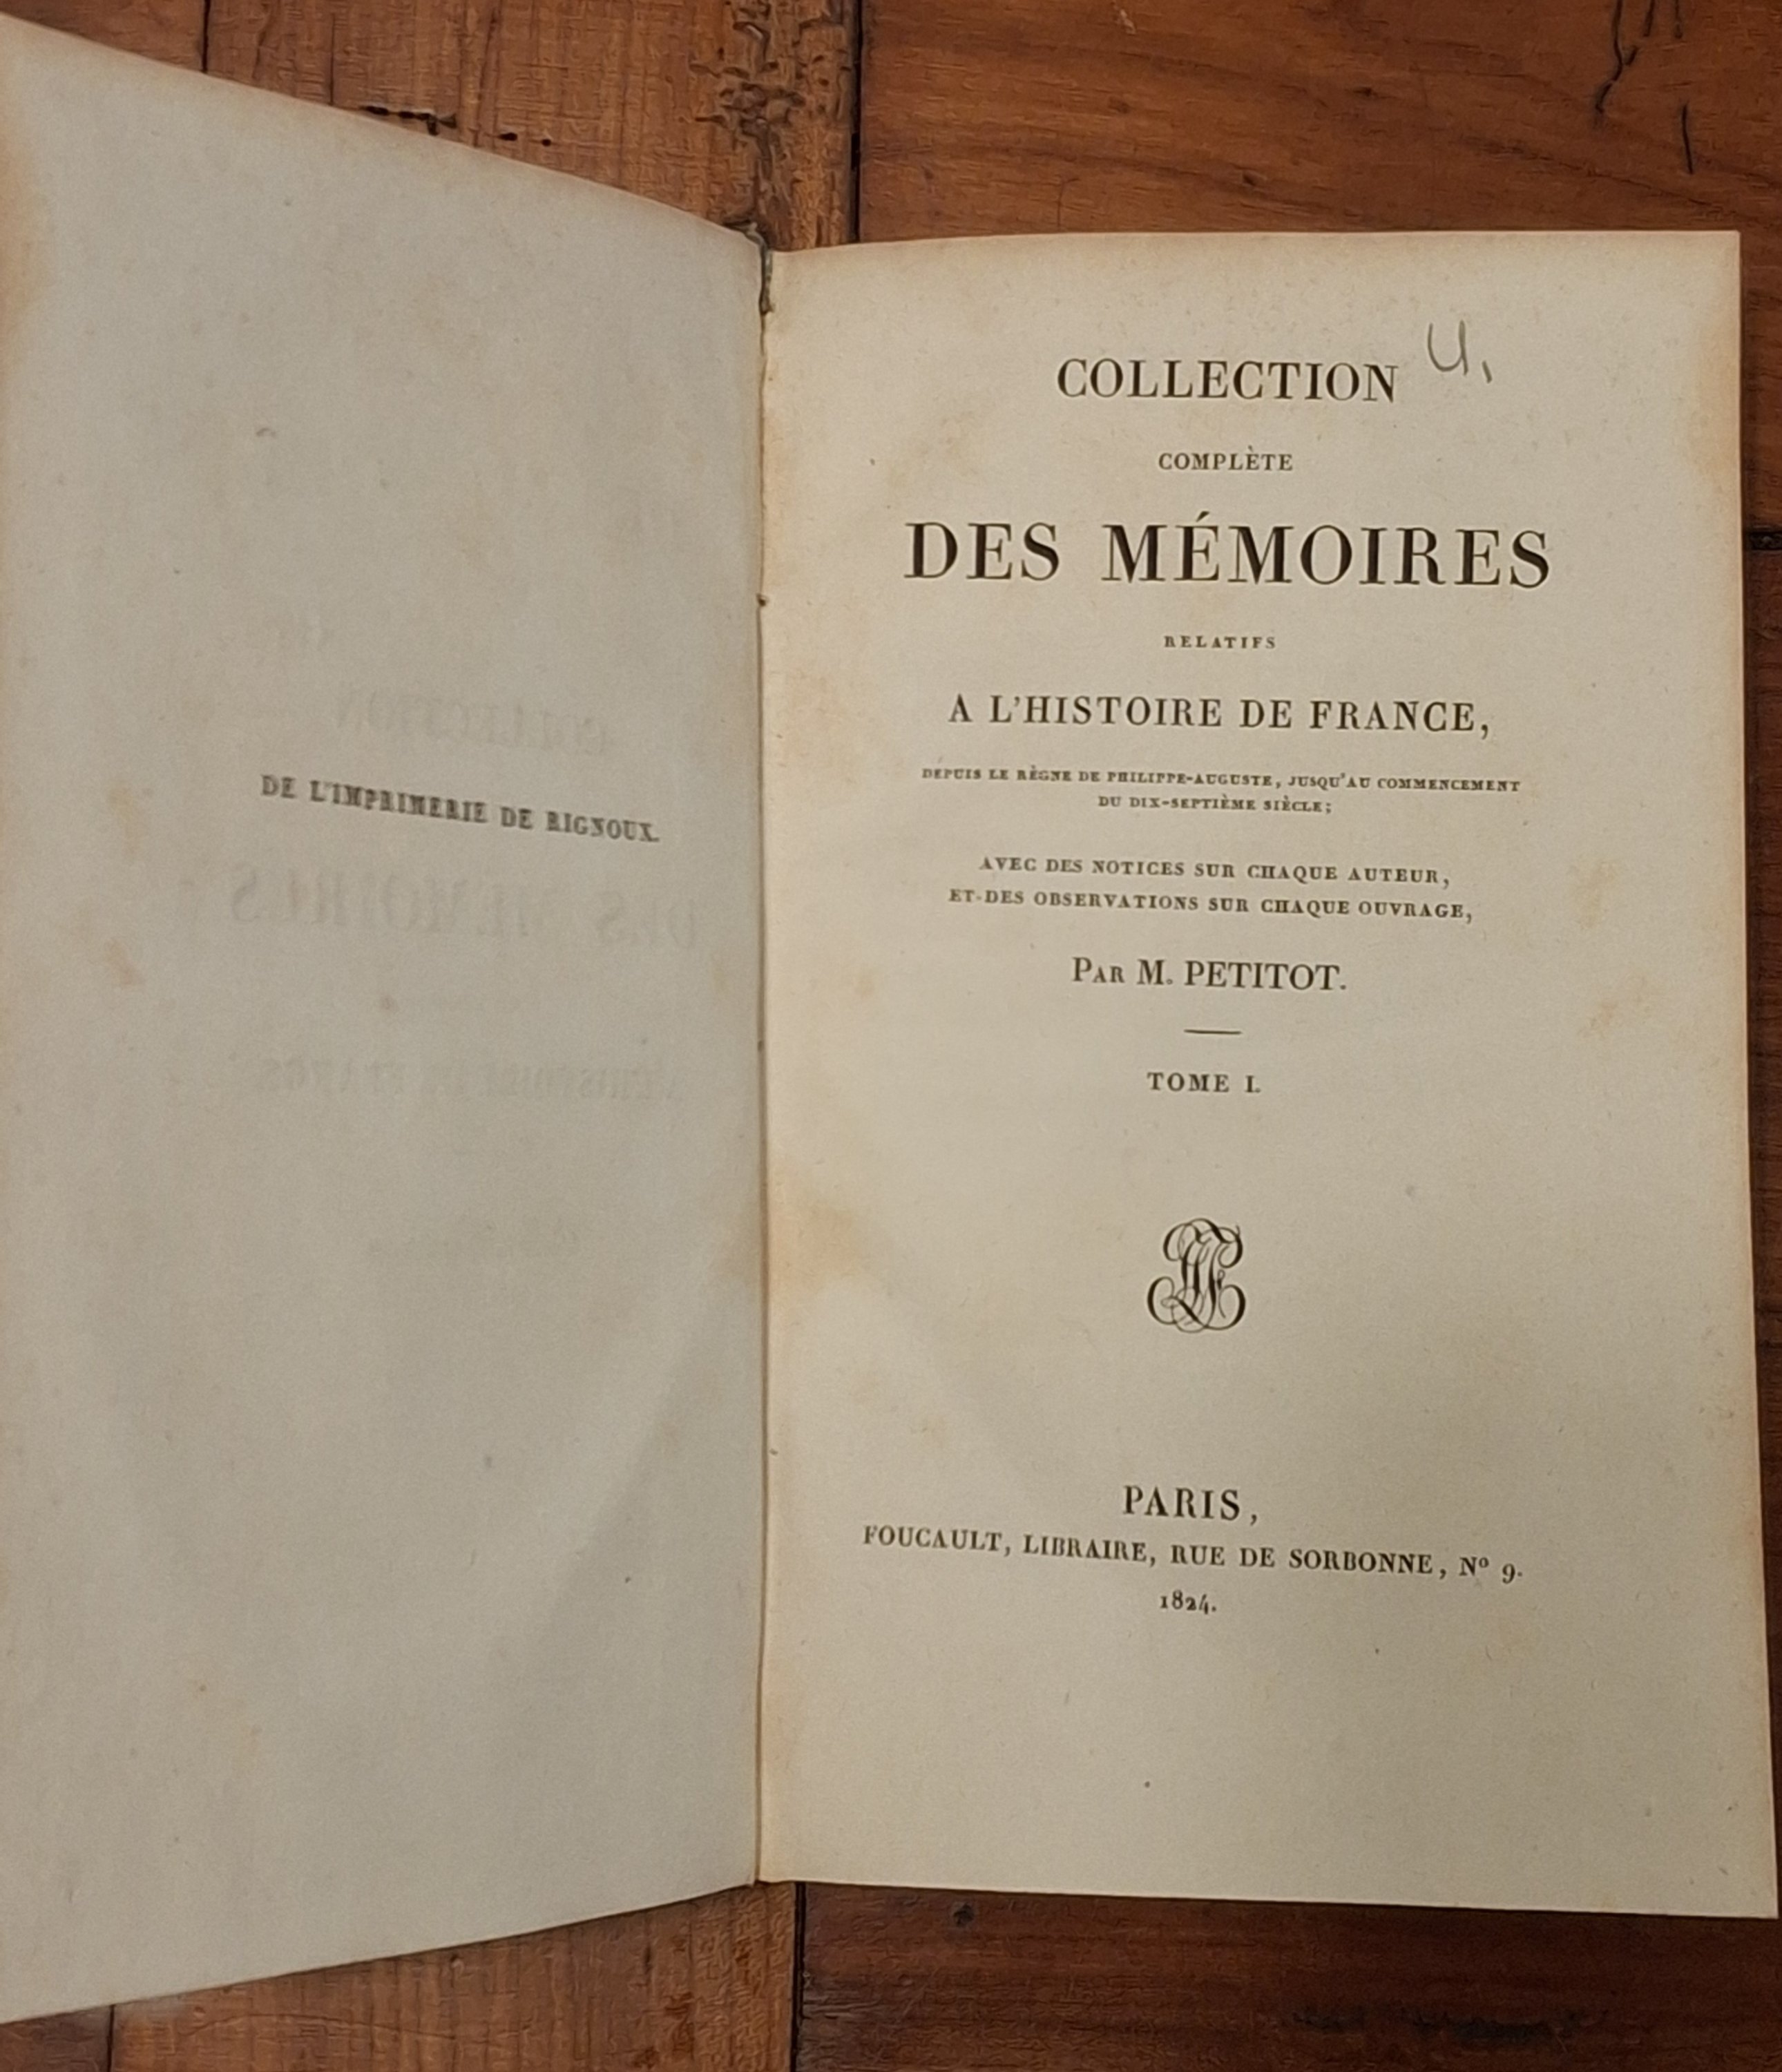 DE L'IMPRIMERIE DE RIGNOUX.
COLLECTION
COMPLÈTE
DES MÉMOIRES
RELATIFS
A L'HISTOIRE DE FRANCE,
DEPUIS LE RÈGNE DE PHILIPPE-AUGUSTE, JUSQU'AU COMMENCEMENT
DU DIX-SEPTIÈME SIÈCLE;
AVEC DES NOTICES SUR CHAQUE AUTEUR,
ET DES OBSERVATIONS SUR CHAQUE OUVRAGE,
PAR M. PETITOT.
TOME I.
PARIS,
FOUCAULT, LIBRAIRE, RUE DE SORBONNE, Nº 9.
1824.